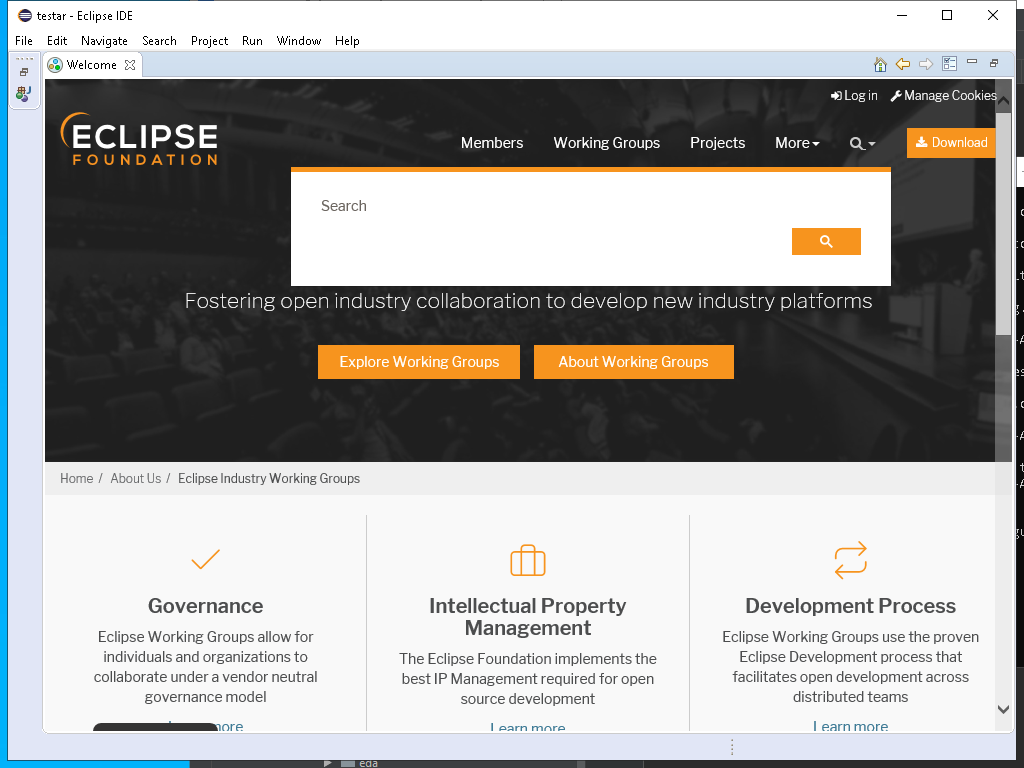 testar - Eclipse IDE
File Edit Navigate Search Project Run Window Help
Welcome
Log in Manage Cookies
ECLIPSE
FOUNDATION
Members Working Groups Projects More Download
Search
Fostering open industry collaboration to develop new industry platforms
Explore Working Groups About Working Groups
Home / About Us / Eclipse Industry Working Groups
Governance
Eclipse Working Groups allow for
individuals and organizations to
collaborate under a vendor neutral
governance model
more
Intellectual Property
Management
The Eclipse Foundation implements the
best IP Management required for open
source development
Learn more
Development Process
Eclipse Working Groups use the proven
Eclipse Development process that
facilitates open development across
distributed teams
Learn more
eda